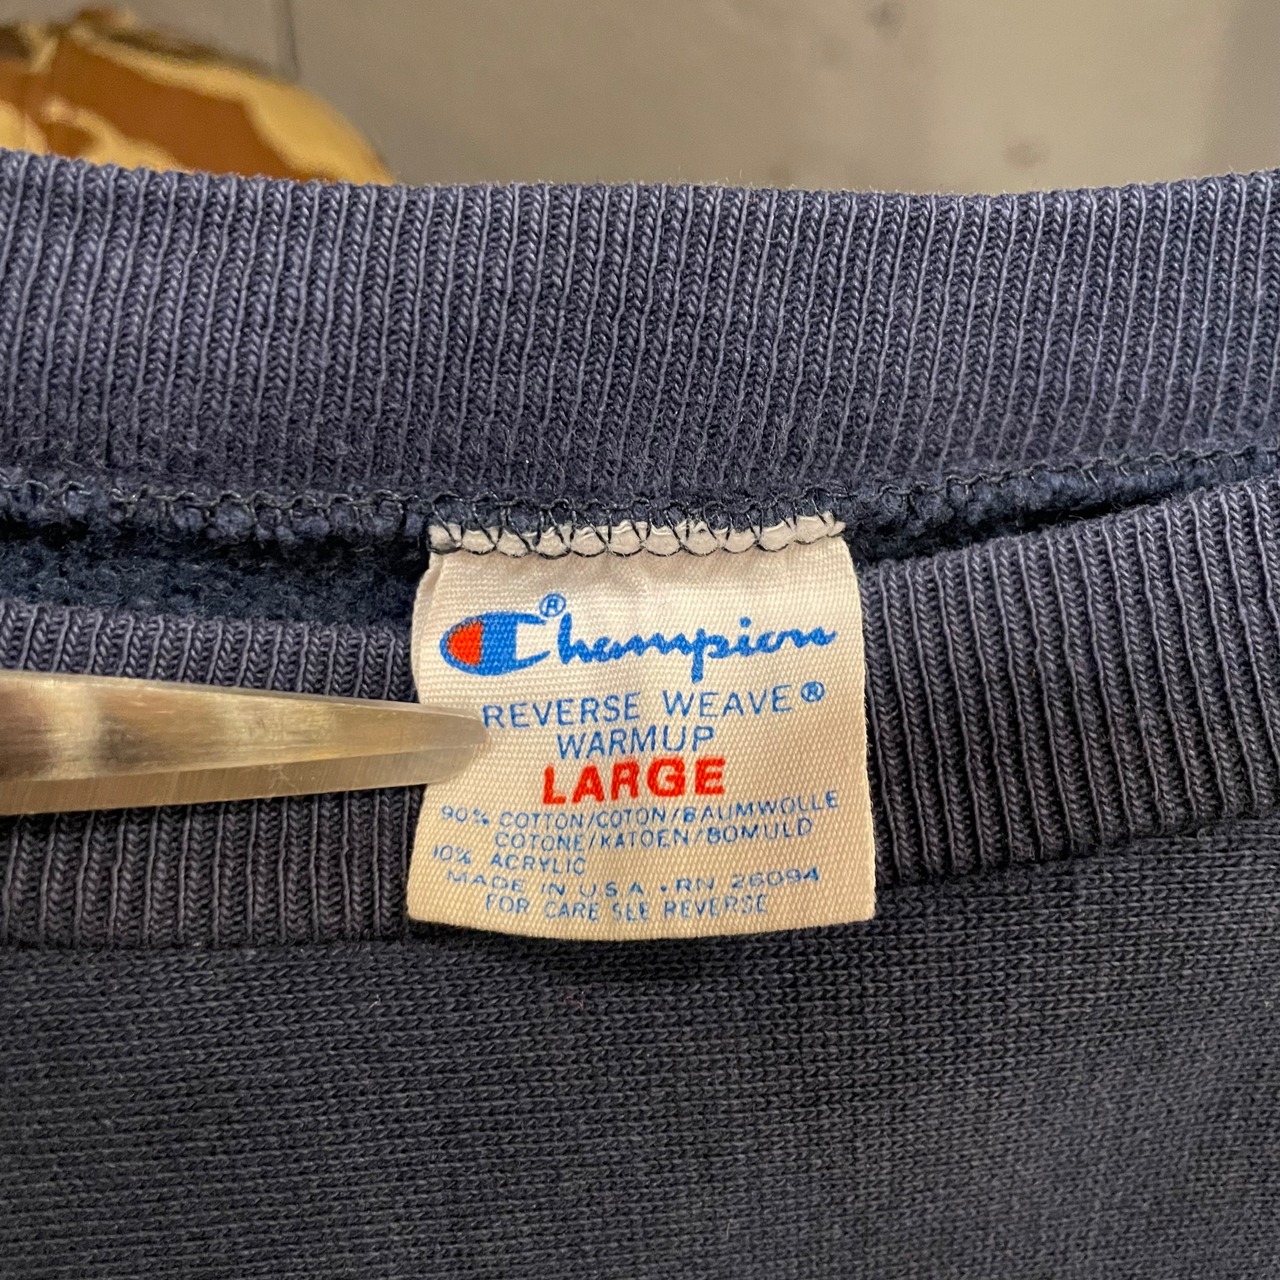 Champion®
REVERSE WEAVE®
WARMUP
LARGE
90% COTTON/COTON/BAUMWOLLE
COTONE/KATOEN/BOMULD
10% ACRYLIC
MADE IN U.S.A. • RN 26094
FOR CARE SEE REVERSE